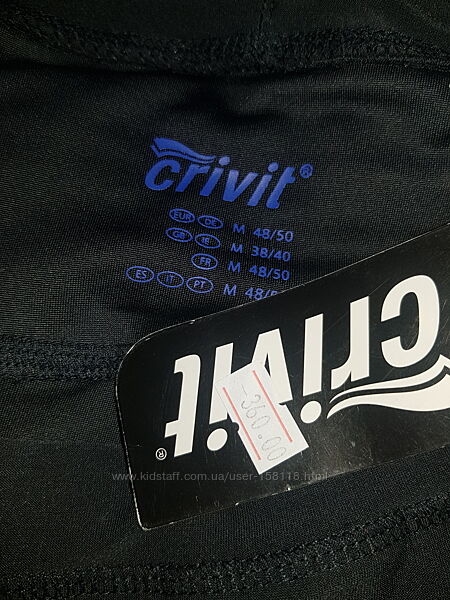 crivit®
EUR DE M 48/50
GB IE M 38/40
FR M 48/50
ES IT PT M 48/
crivit®
-360.00
www.kidstaff.com.ua/user-158118.html